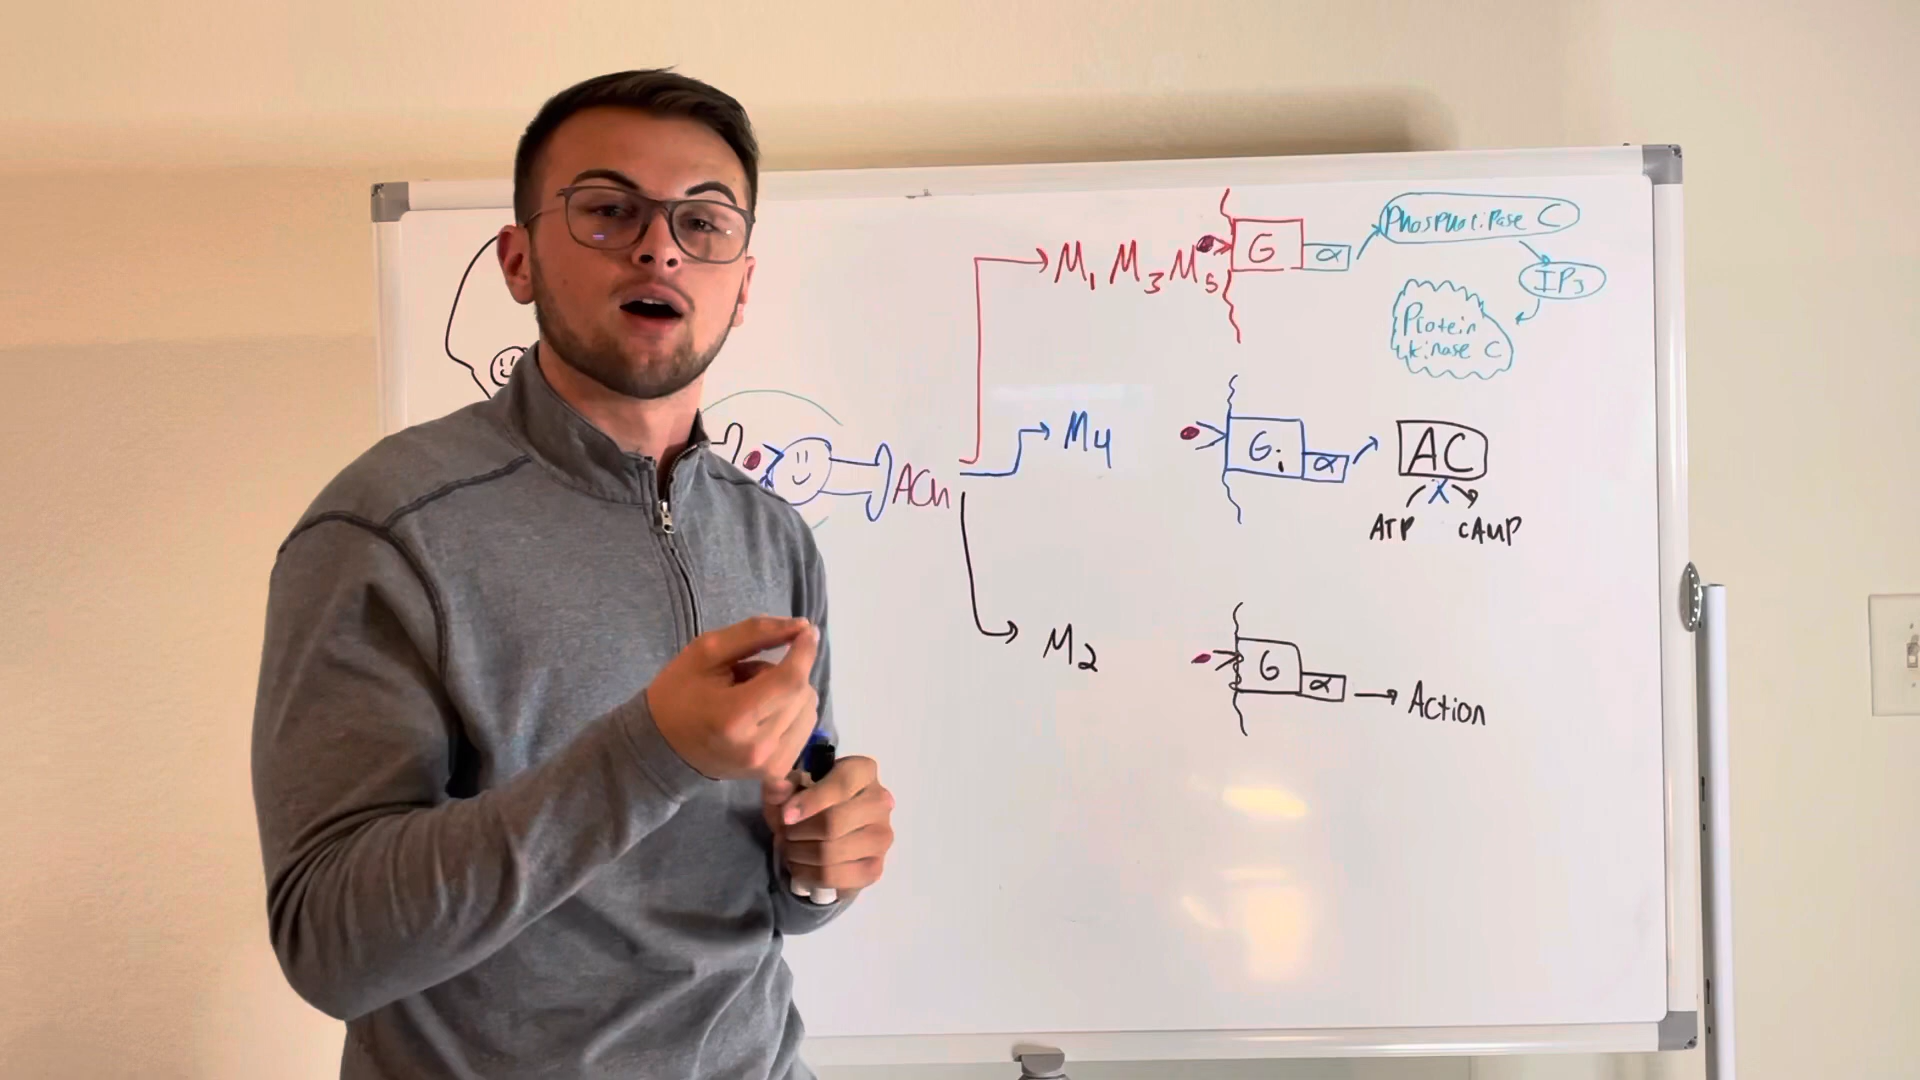 M1 M3 M5
G
α
Phospholipase C
IP3
Protein
kinase C
ACh
M4
Gi
α
AC
X
ATP cAMP
M2
G
α
Action